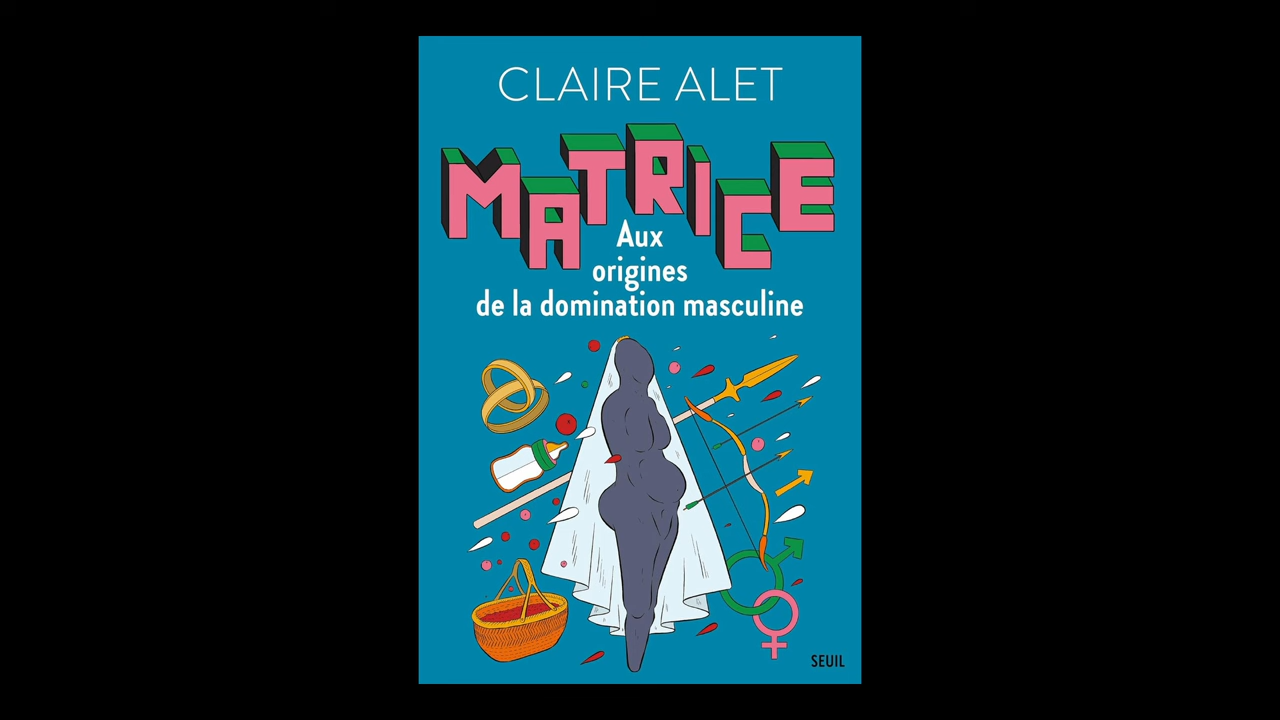 CLAIRE ALET
MATRICE
Aux
origines
de la domination masculine
SEUIL